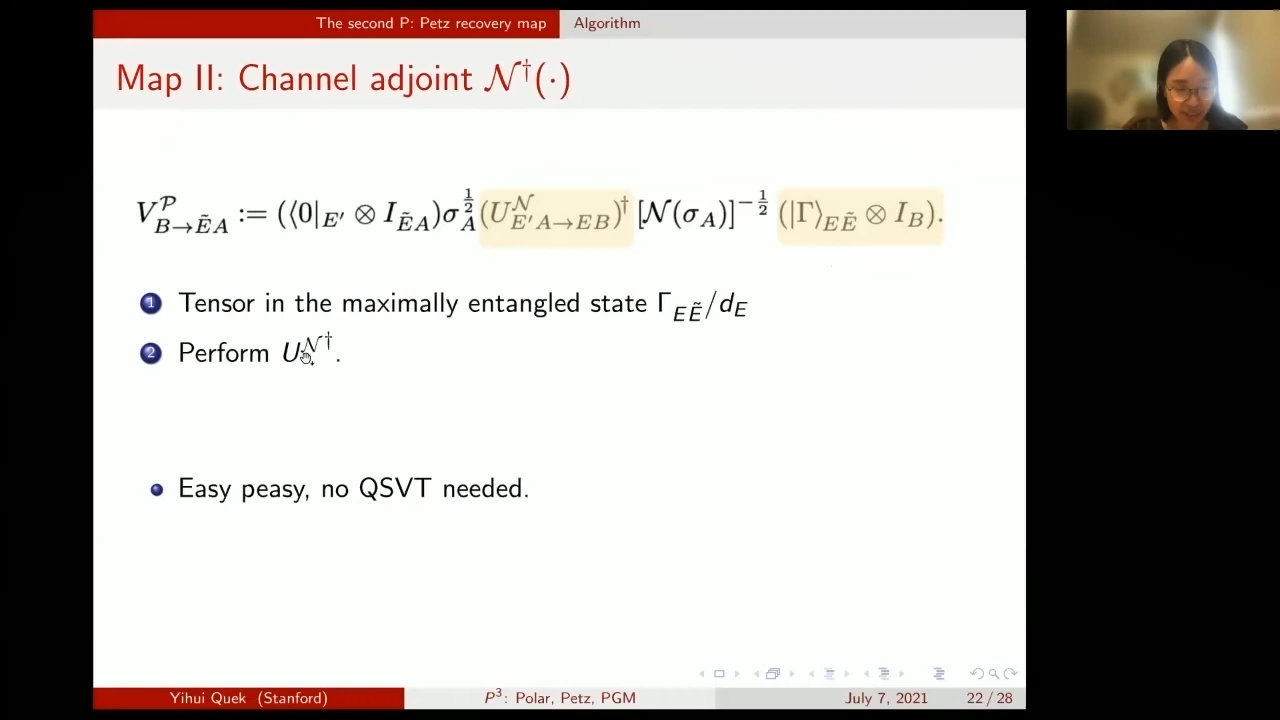 The second P: Petz recovery map Algorithm
Map II: Channel adjoint 𝒩†(·)
V^𝒫_{B→ẼA} := (⟨0|_{E′} ⊗ I_{ẼA})σ_A^{1/2}(U^𝒩_{E′A→EB})† [𝒩(σ_A)]^{−1/2} (|Γ⟩_{EẼ} ⊗ I_B).
1 Tensor in the maximally entangled state Γ_{EẼ}/d_E
2 Perform U^{𝒩†}.
Easy peasy, no QSVT needed.
Yihui Quek (Stanford) P³: Polar, Petz, PGM July 7, 2021 22 / 28